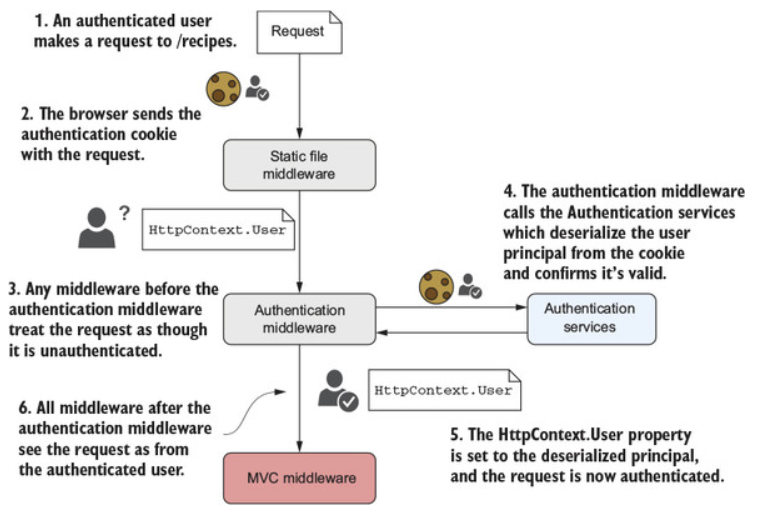 1. An authenticated user
makes a request to /recipes.
Request
2. The browser sends the
authentication cookie
with the request.
Static file
middleware
?
HttpContext.User
3. Any middleware before the
authentication middleware
treat the request as though
it is unauthenticated.
Authentication
middleware
4. The authentication middleware
calls the Authentication services
which deserialize the user
principal from the cookie
and confirms it's valid.
Authentication
services
HttpContext.User
5. The HttpContext.User property
is set to the deserialized principal,
and the request is now authenticated.
6. All middleware after the
authentication middleware
see the request as from
the authenticated user.
MVC middleware